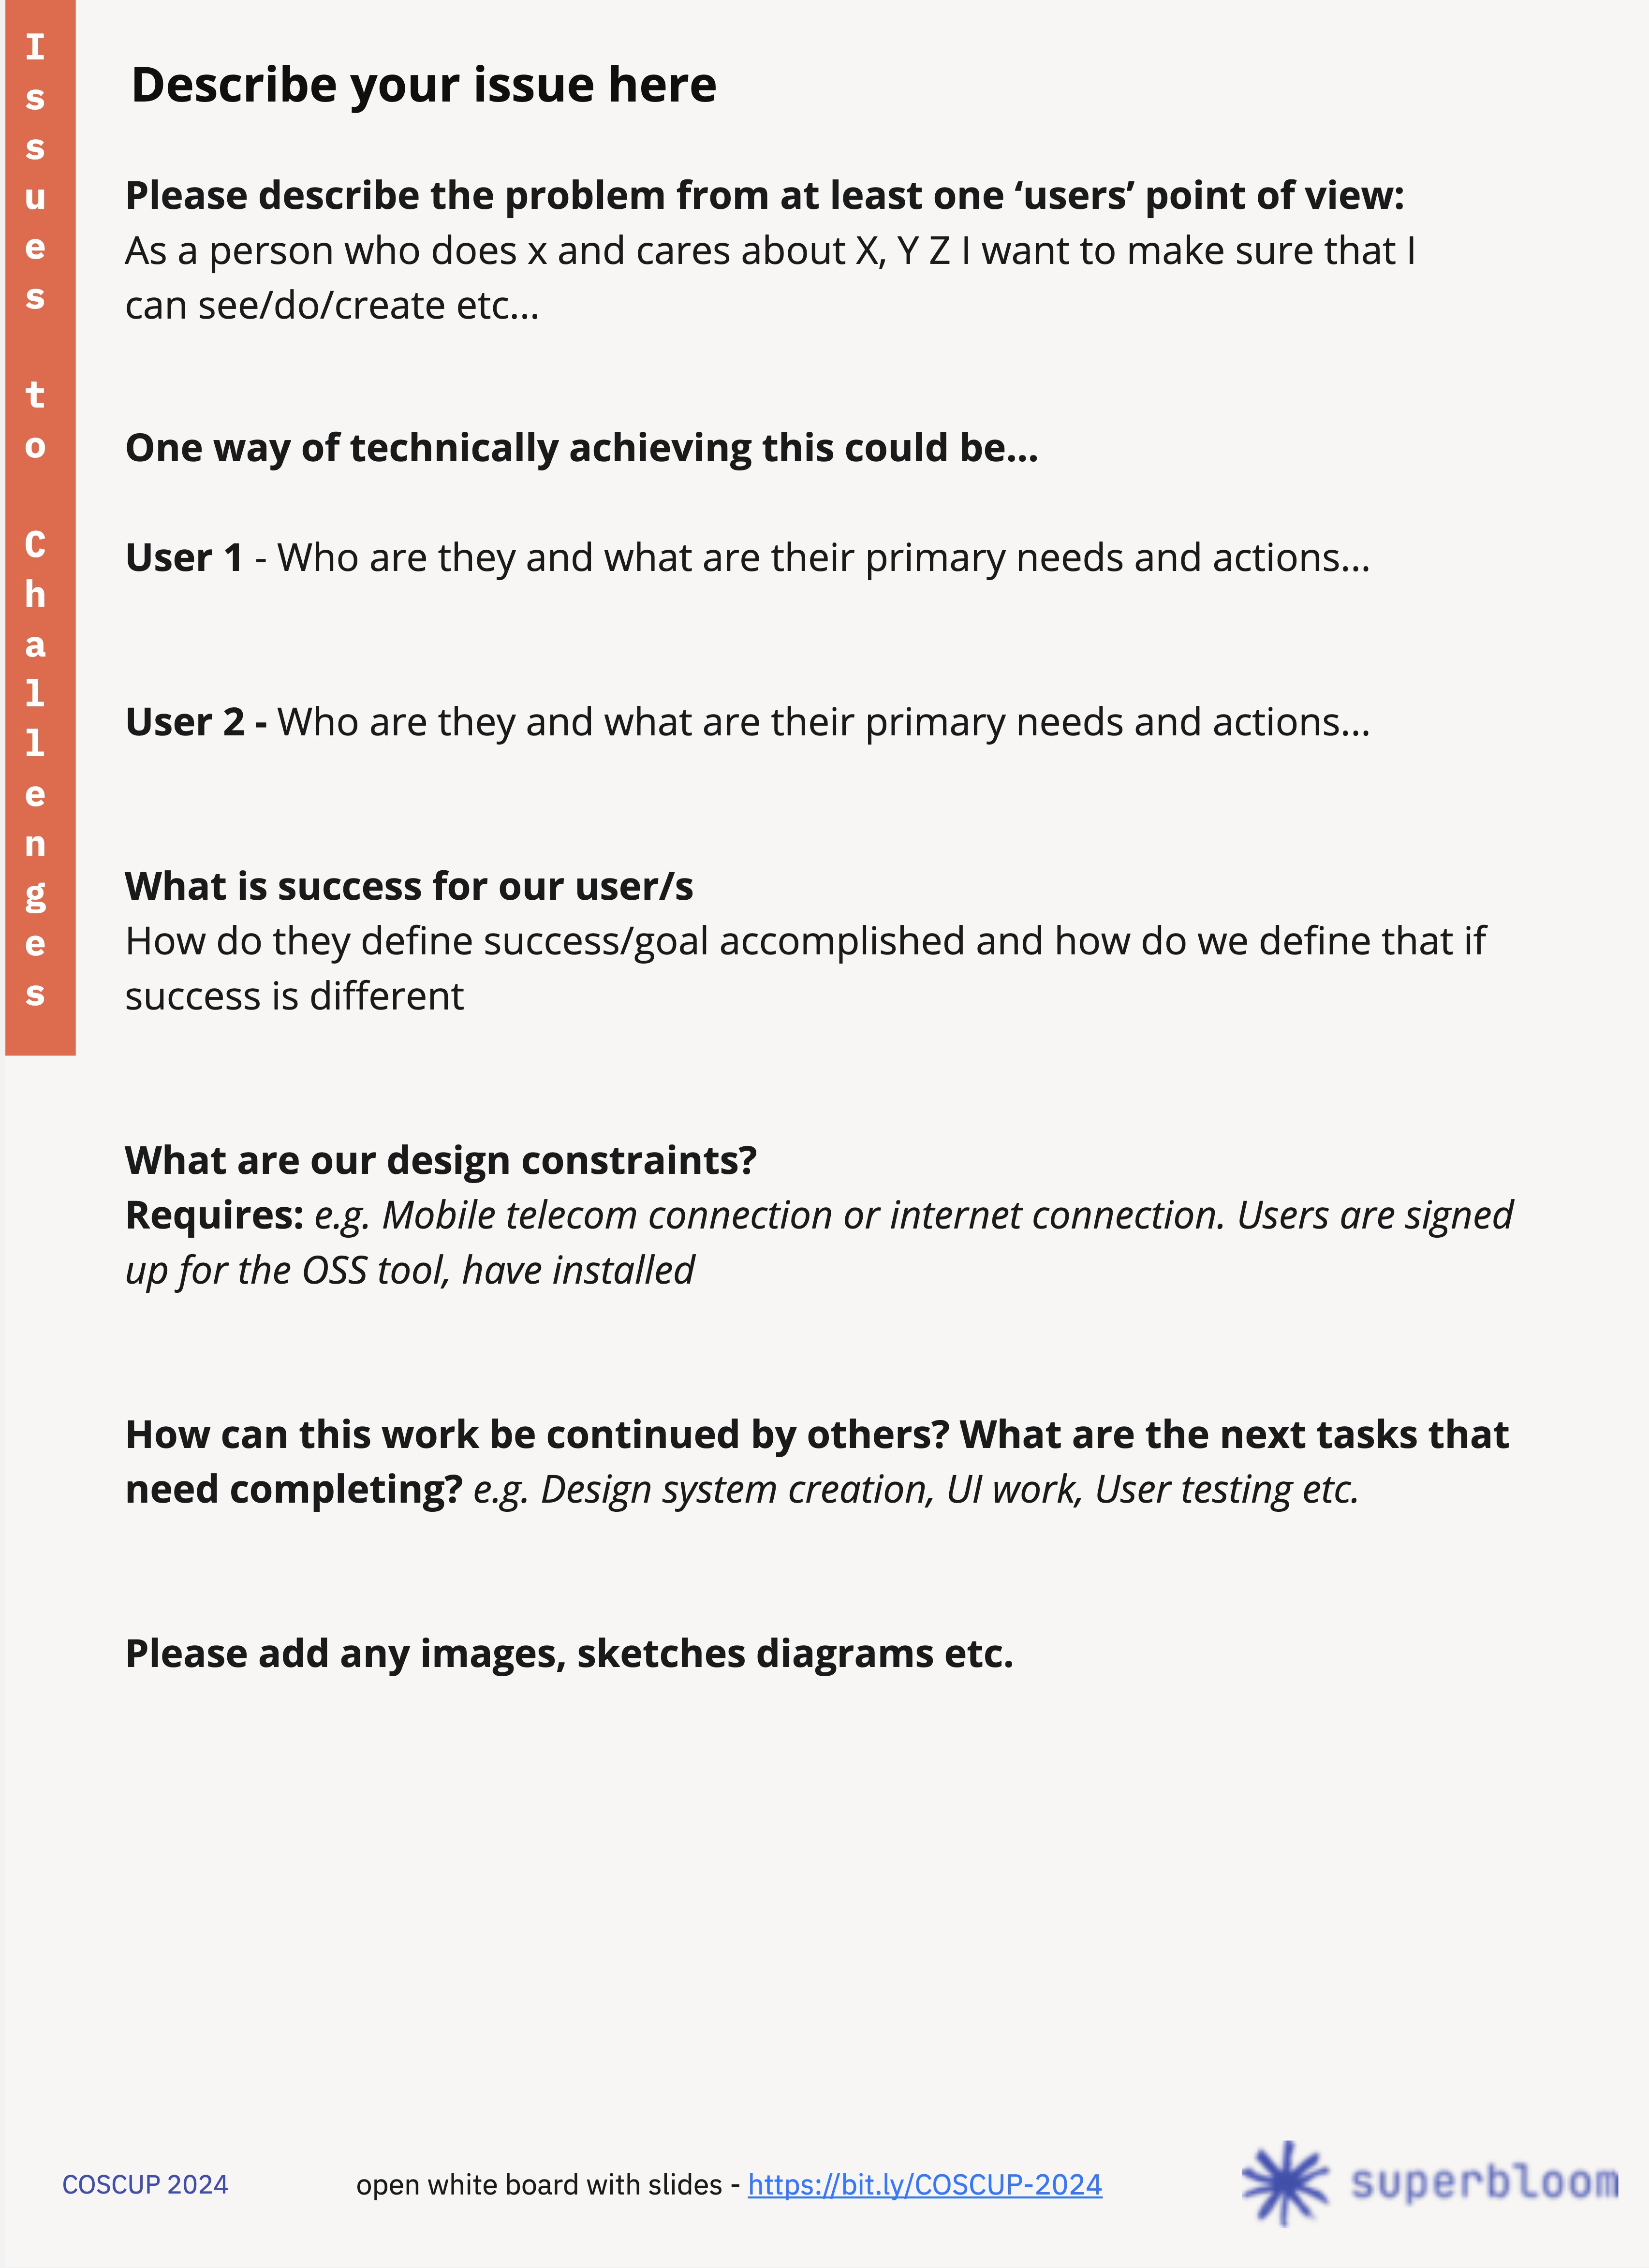 Issues to Challenges
Describe your issue here
Please describe the problem from at least one ‘users’ point of view:
As a person who does x and cares about X, Y Z I want to make sure that I
can see/do/create etc...
One way of technically achieving this could be...
User 1 - Who are they and what are their primary needs and actions...
User 2 - Who are they and what are their primary needs and actions...
What is success for our user/s
How do they define success/goal accomplished and how do we define that if
success is different
What are our design constraints?
Requires: e.g. Mobile telecom connection or internet connection. Users are signed
up for the OSS tool, have installed
How can this work be continued by others? What are the next tasks that
need completing? e.g. Design system creation, UI work, User testing etc.
Please add any images, sketches diagrams etc.
COSCUP 2024
open white board with slides - https://bit.ly/COSCUP-2024
superbloom